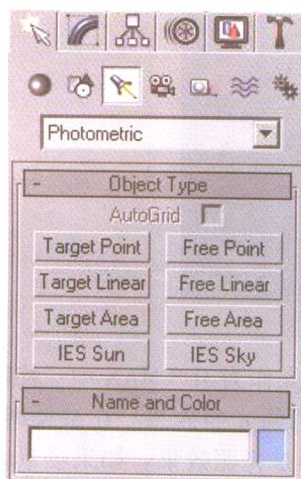 Photometric
- Object Type
AutoGrid
Target Point Free Point
Target Linear Free Linear
Target Area Free Area
IES Sun IES Sky
- Name and Color